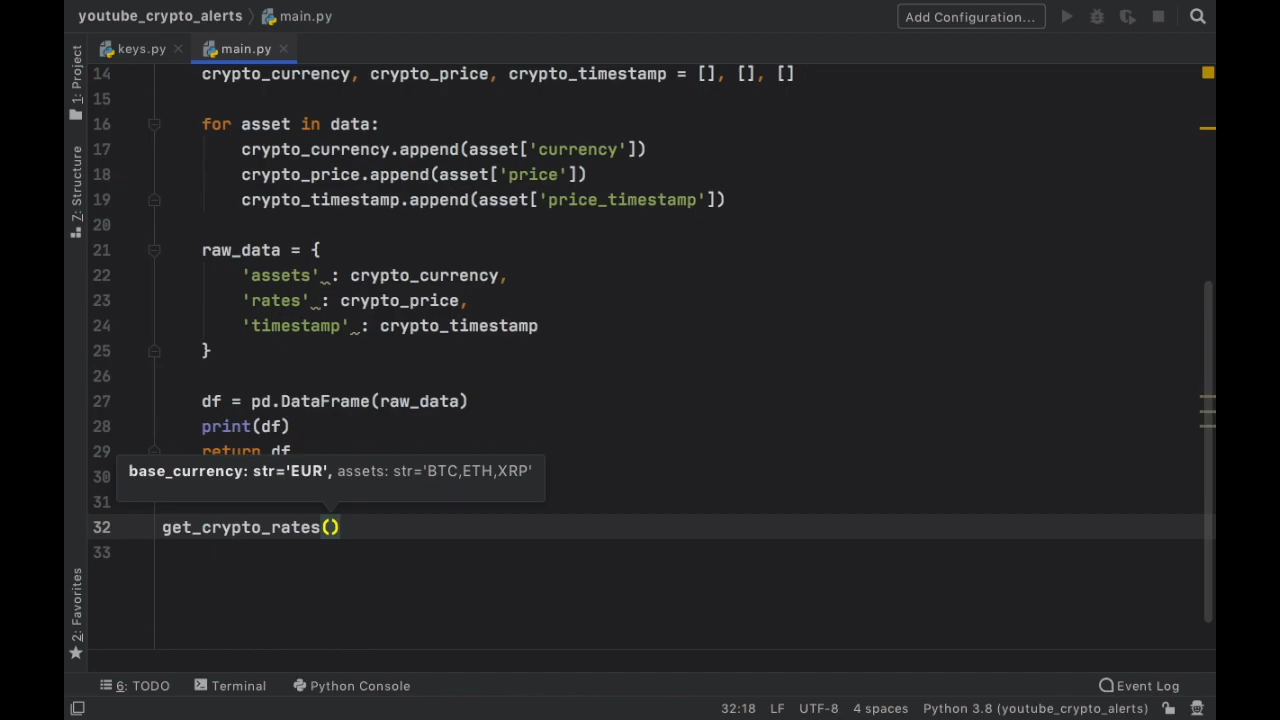 youtube_crypto_alerts main.py
Add Configuration...
keys.py main.py
1: Project
7: Structure
2: Favorites
14 crypto_currency, crypto_price, crypto_timestamp = [], [], []
15
16 for asset in data:
17 crypto_currency.append(asset['currency'])
18 crypto_price.append(asset['price'])
19 crypto_timestamp.append(asset['price_timestamp'])
20
21 raw_data = {
22 'assets' : crypto_currency,
23 'rates' : crypto_price,
24 'timestamp' : crypto_timestamp
25 }
26
27 df = pd.DataFrame(raw_data)
28 print(df)
29 return df
30 base_currency: str='EUR', assets: str='BTC,ETH,XRP'
31
32 get_crypto_rates()
33
6: TODO Terminal Python Console Event Log
32:18 LF UTF-8 4 spaces Python 3.8 (youtube_crypto_alerts)